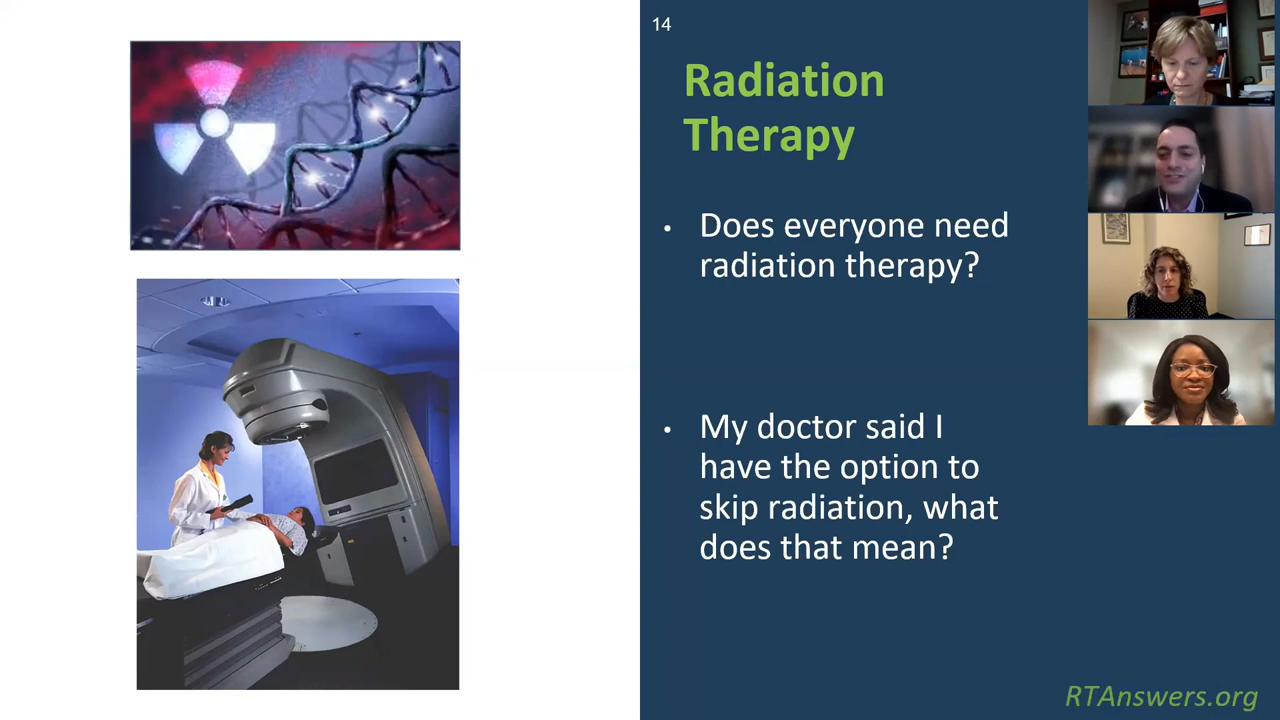 14
Radiation
Therapy
• Does everyone need
radiation therapy?
• My doctor said I
have the option to
skip radiation, what
does that mean?
RTAnswers.org